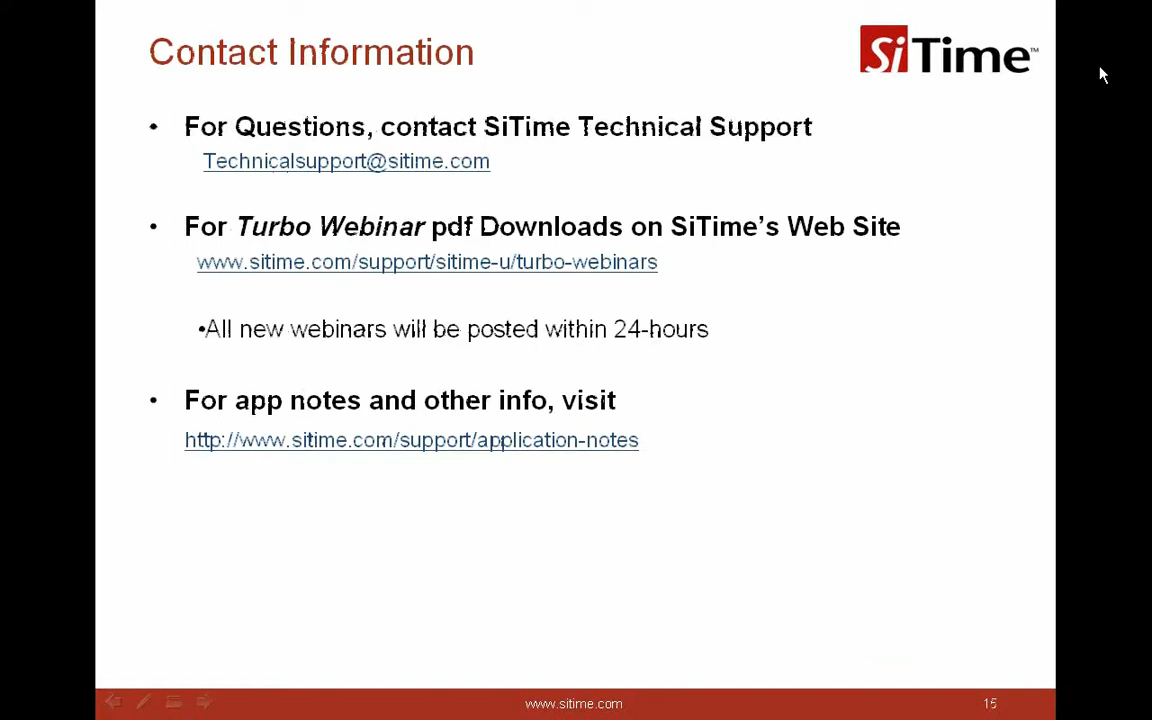 Contact Information
SiTime™
• For Questions, contact SiTime Technical Support
Technicalsupport@sitime.com
• For Turbo Webinar pdf Downloads on SiTime's Web Site
www.sitime.com/support/sitime-u/turbo-webinars
•All new webinars will be posted within 24-hours
• For app notes and other info, visit
http://www.sitime.com/support/application-notes
www.sitime.com
15